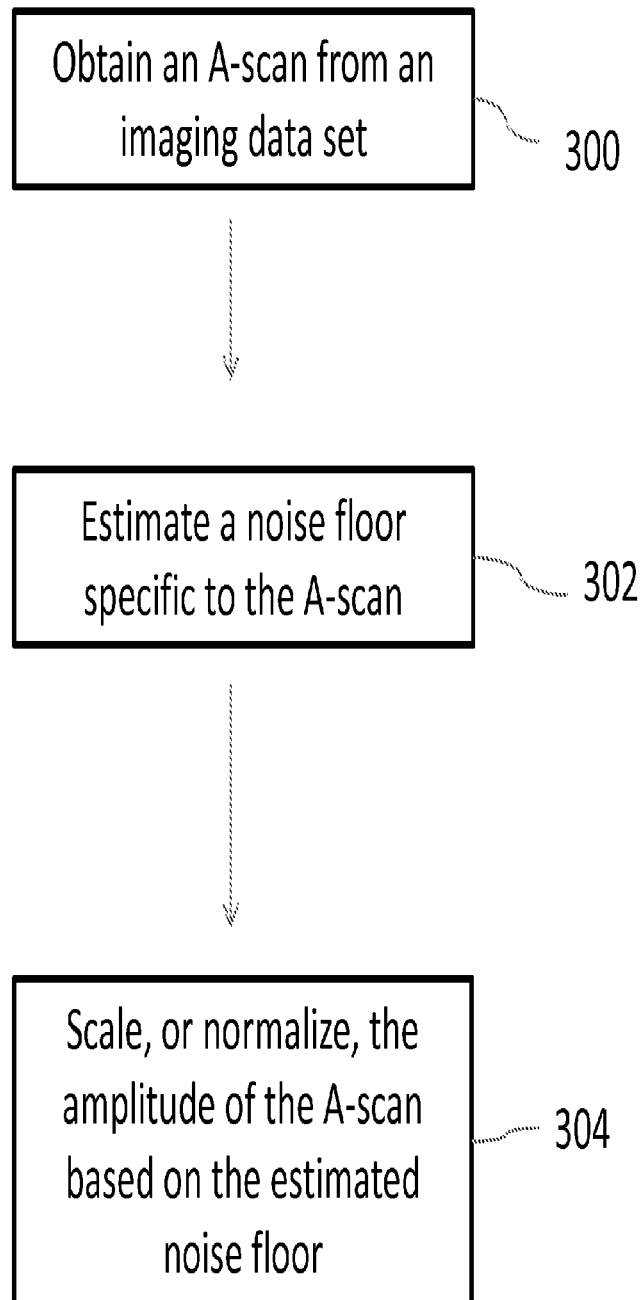 Obtain an A-scan from an
imaging data set
300
Estimate a noise floor
specific to the A-scan
302
Scale, or normalize, the
amplitude of the A-scan
based on the estimated
noise floor
304